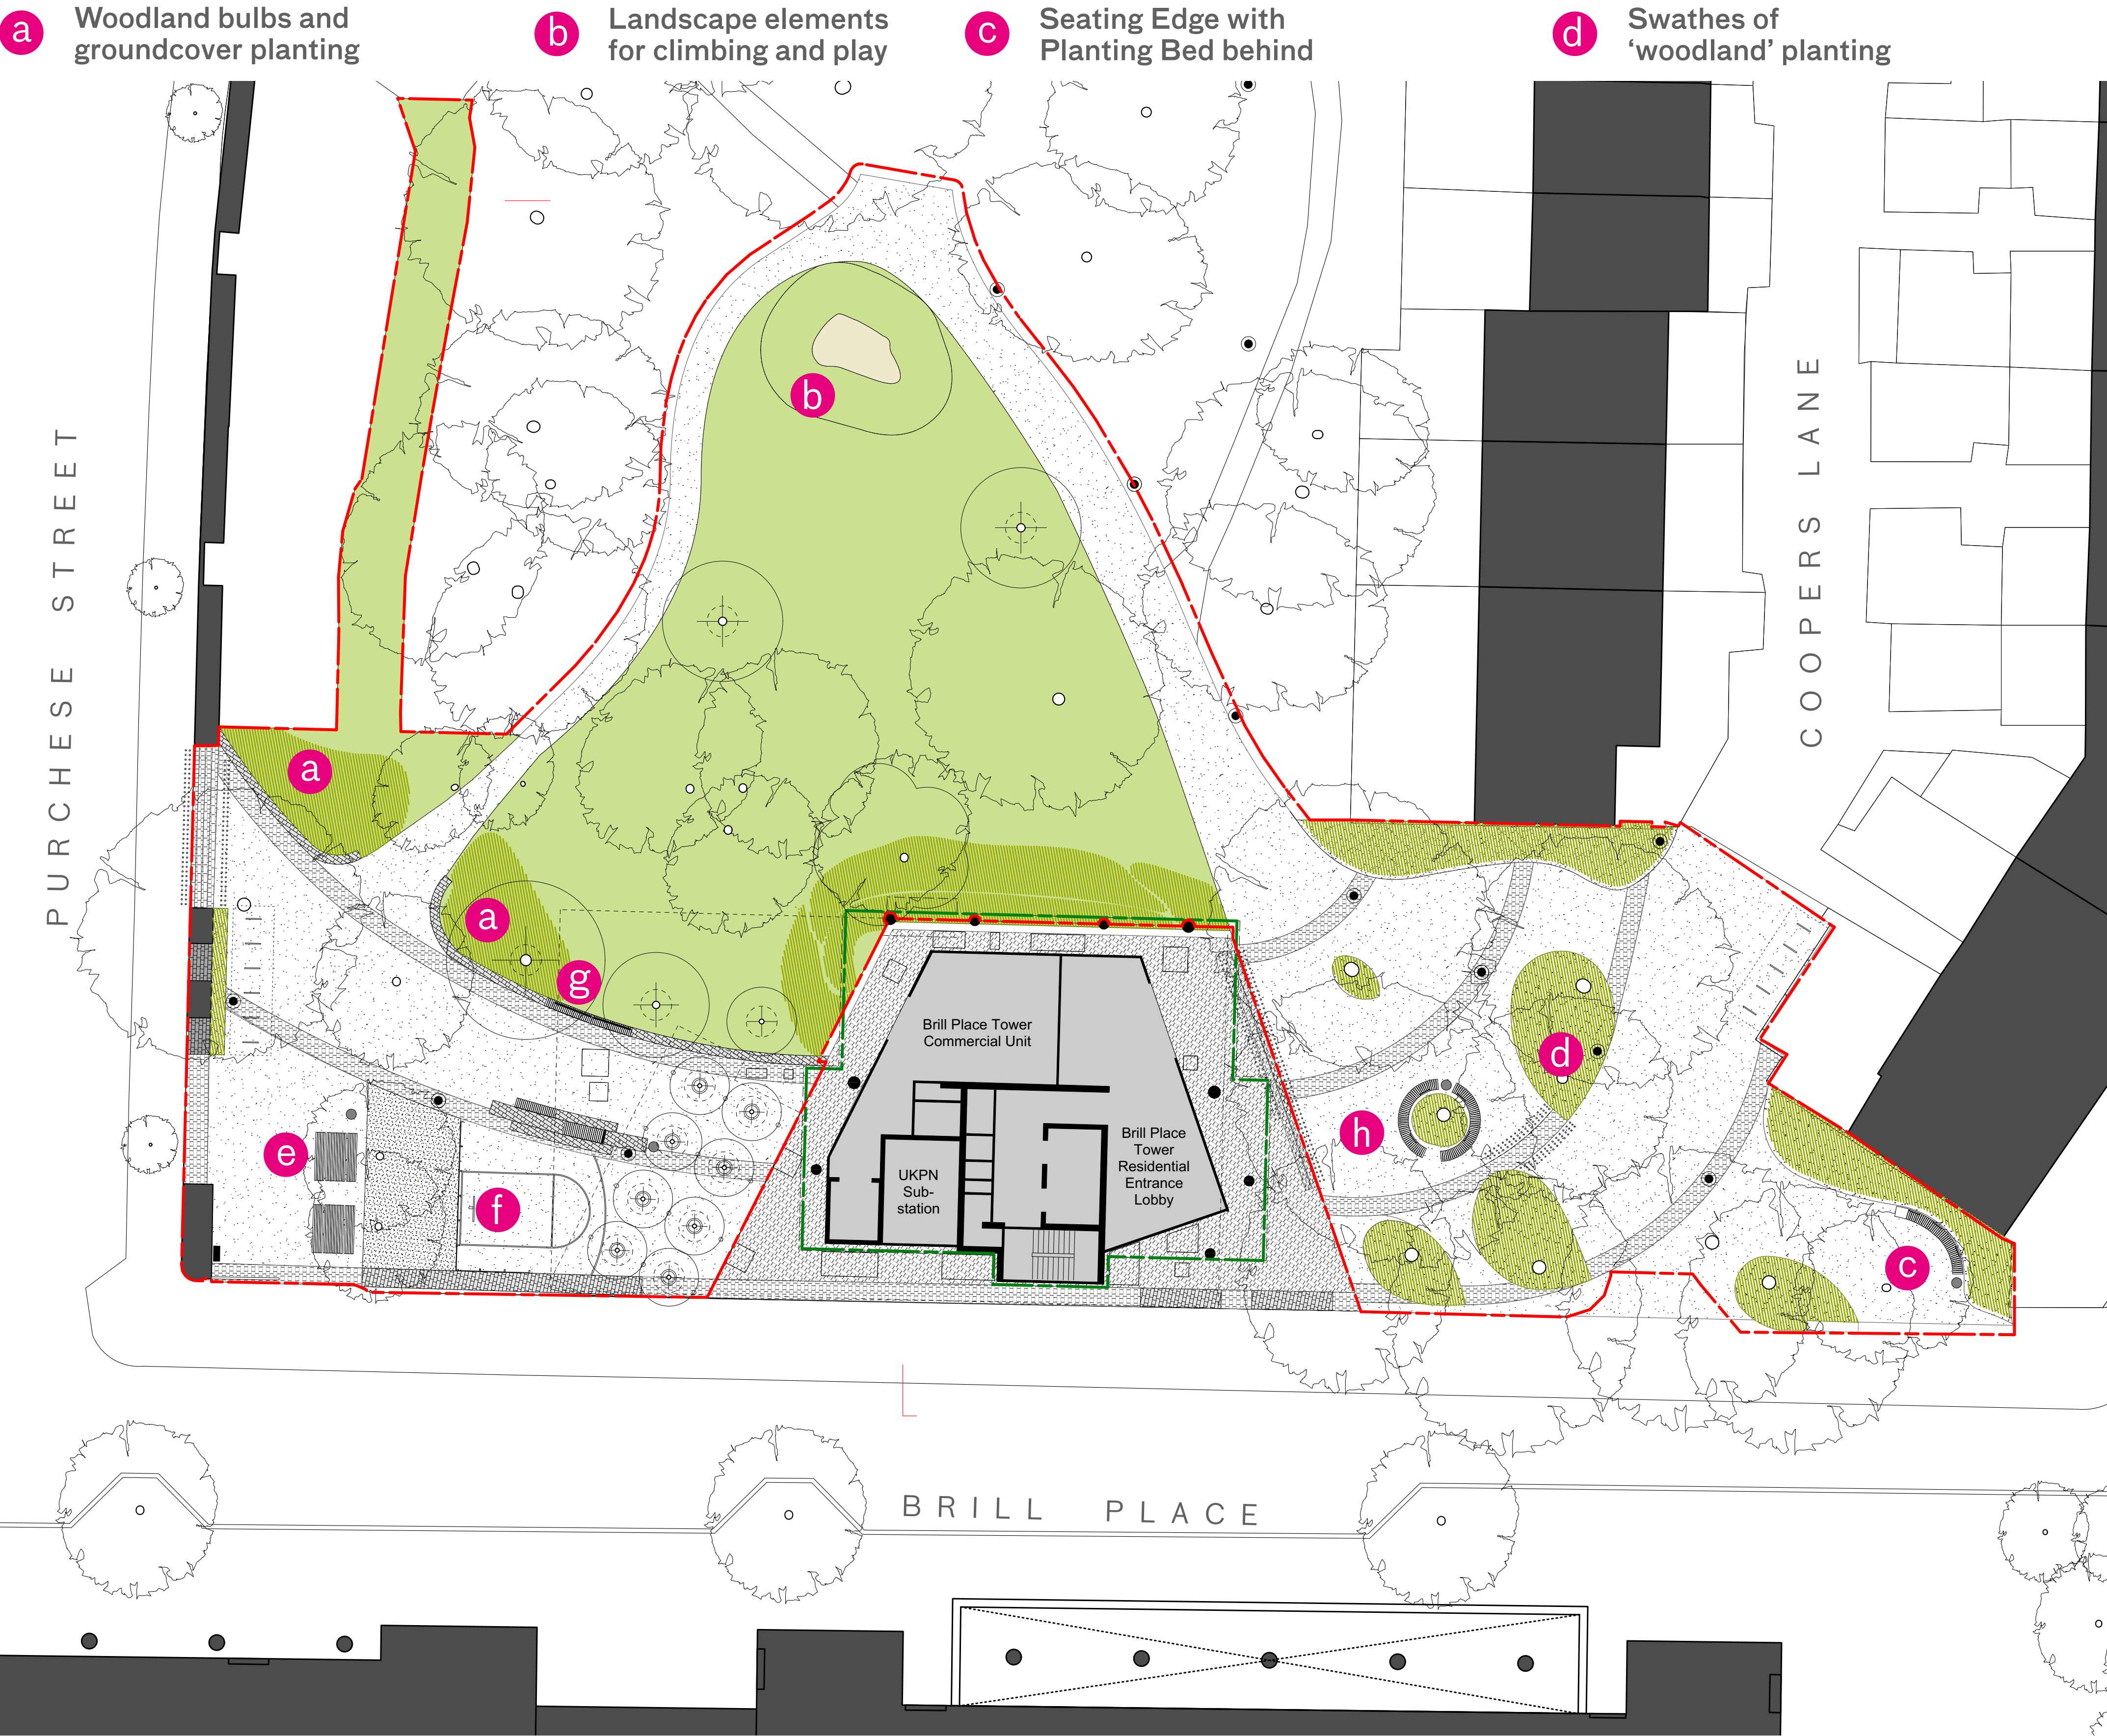 a Woodland bulbs and
groundcover planting
b Landscape elements
for climbing and play
c Seating Edge with
Planting Bed behind
d Swathes of
‘woodland’ planting
PURCHESE STREET
COOPERS LANE
b
a
a
g
Brill Place Tower
Commercial Unit
d
h
e
UKPN
Sub-
station
Brill Place
Tower
Residential
Entrance
Lobby
f
c
BRILL PLACE